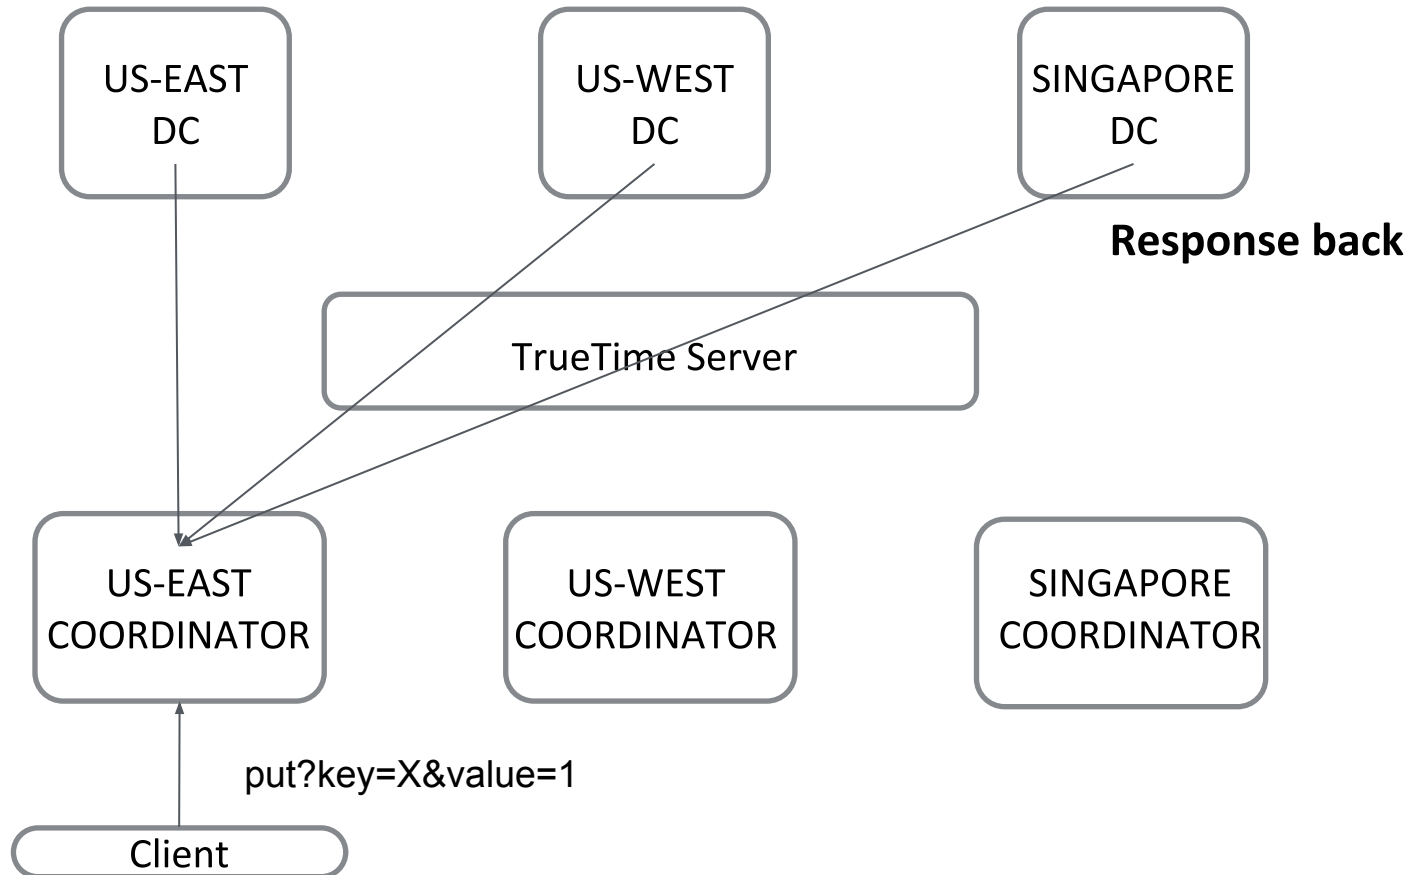 US-EAST
DC
US-WEST
DC
SINGAPORE
DC
Response back
TrueTime Server
US-EAST
COORDINATOR
US-WEST
COORDINATOR
SINGAPORE
COORDINATOR
put?key=X&value=1
Client